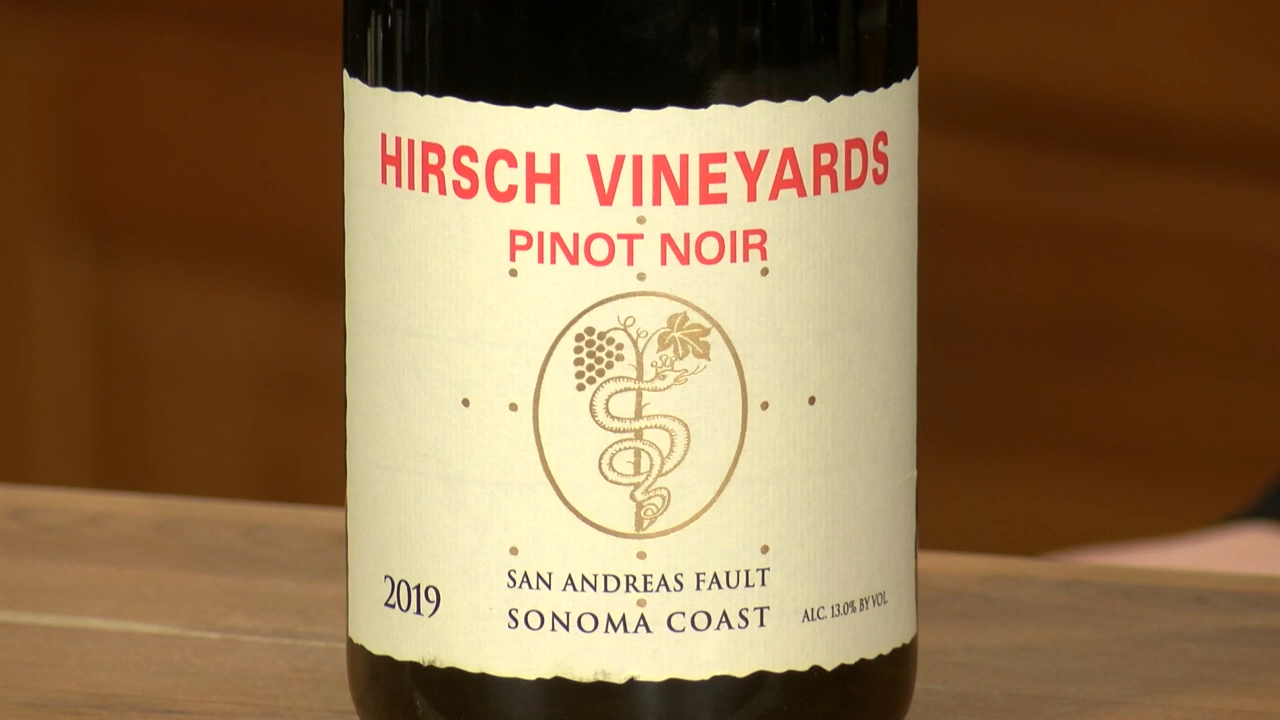 HIRSCH VINEYARDS
PINOT NOIR
2019
SAN ANDREAS FAULT
SONOMA COAST
ALC. 13.0% BY VOL